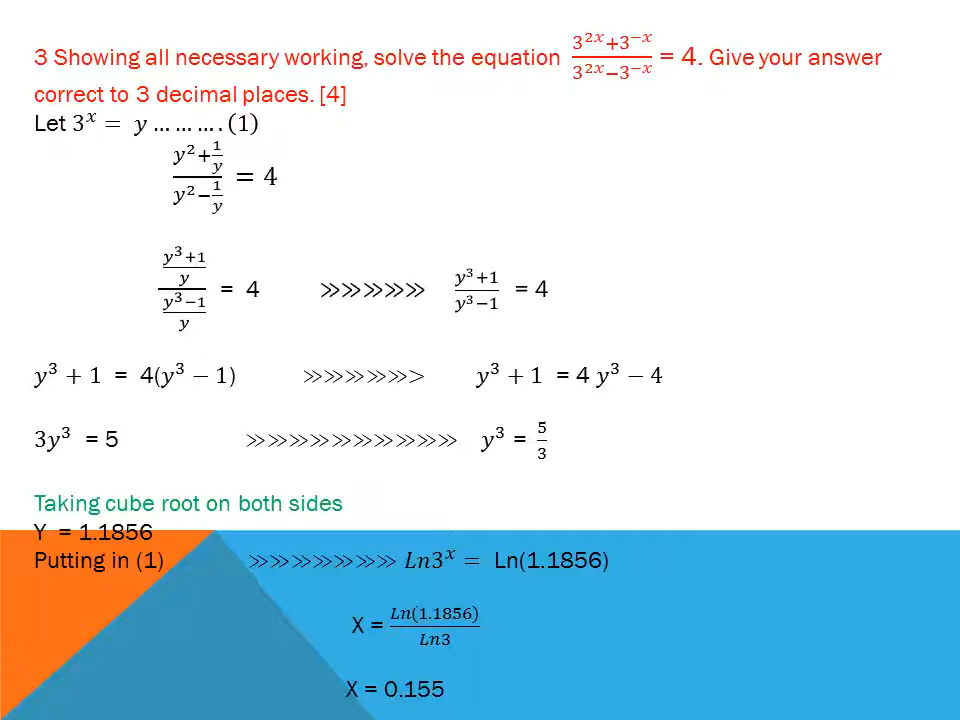 3 Showing all necessary working, solve the equation (3^{2x}+3^{−x})/(3^{2x}−3^{−x}) = 4. Give your answer
correct to 3 decimal places. [4]
Let 3^x = y … … … . (1)
(y^2+1/y)/(y^2−1/y) = 4
((y^3+1)/y)/((y^3−1)/y) = 4 ≫≫≫≫≫ (y^3+1)/(y^3−1) = 4
y^3 + 1 = 4(y^3 − 1) ≫≫≫≫≫> y^3 + 1 = 4 y^3 − 4
3y^3 = 5 ≫≫≫≫≫≫≫≫≫≫ y^3 = 5/3
Taking cube root on both sides
Y = 1.1856
Putting in (1) ≫≫≫≫≫≫≫ Ln3^x = Ln(1.1856)
X = Ln(1.1856)/Ln3
X = 0.155